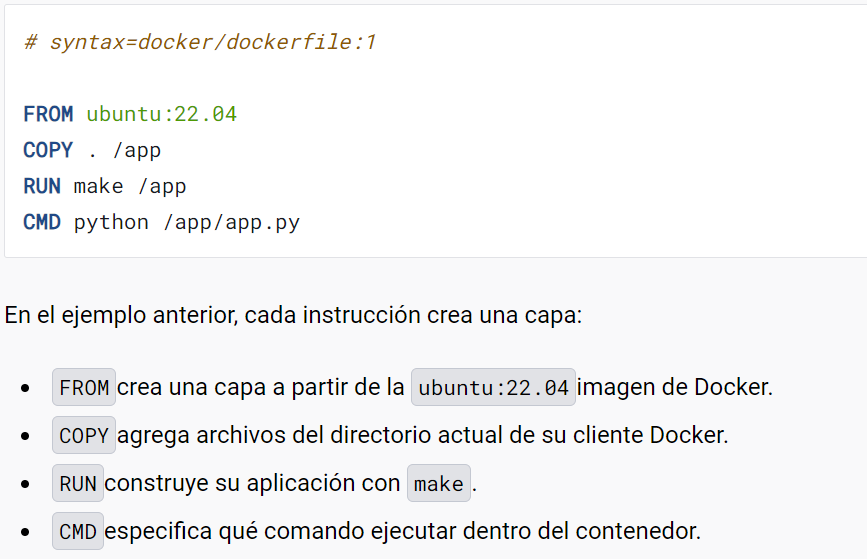 # syntax=docker/dockerfile:1
FROM ubuntu:22.04
COPY . /app
RUN make /app
CMD python /app/app.py
En el ejemplo anterior, cada instrucción crea una capa:
• FROM crea una capa a partir de la ubuntu:22.04 imagen de Docker.
• COPY agrega archivos del directorio actual de su cliente Docker.
• RUN construye su aplicación con make .
• CMD especifica qué comando ejecutar dentro del contenedor.